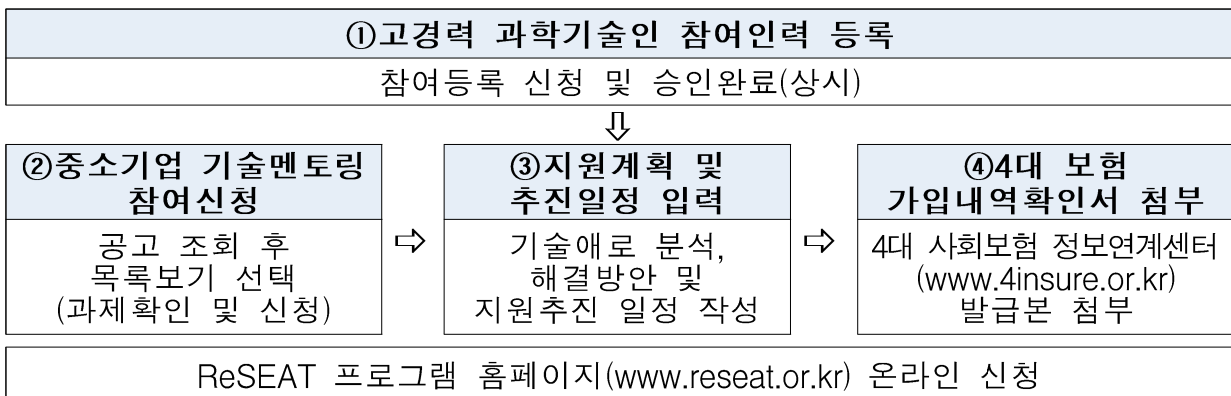 ①고경력 과학기술인 참여인력 등록
참여등록 신청 및 승인완료(상시)
②중소기업 기술멘토링
참여신청
공고 조회 후
목록보기 선택
(과제확인 및 신청)
③지원계획 및
추진일정 입력
기술애로 분석,
해결방안 및
지원추진 일정 작성
④4대 보험
가입내역확인서 첨부
4대 사회보험 정보연계센터
(www.4insure.or.kr)
발급본 첨부
ReSEAT 프로그램 홈페이지(www.reseat.or.kr) 온라인 신청